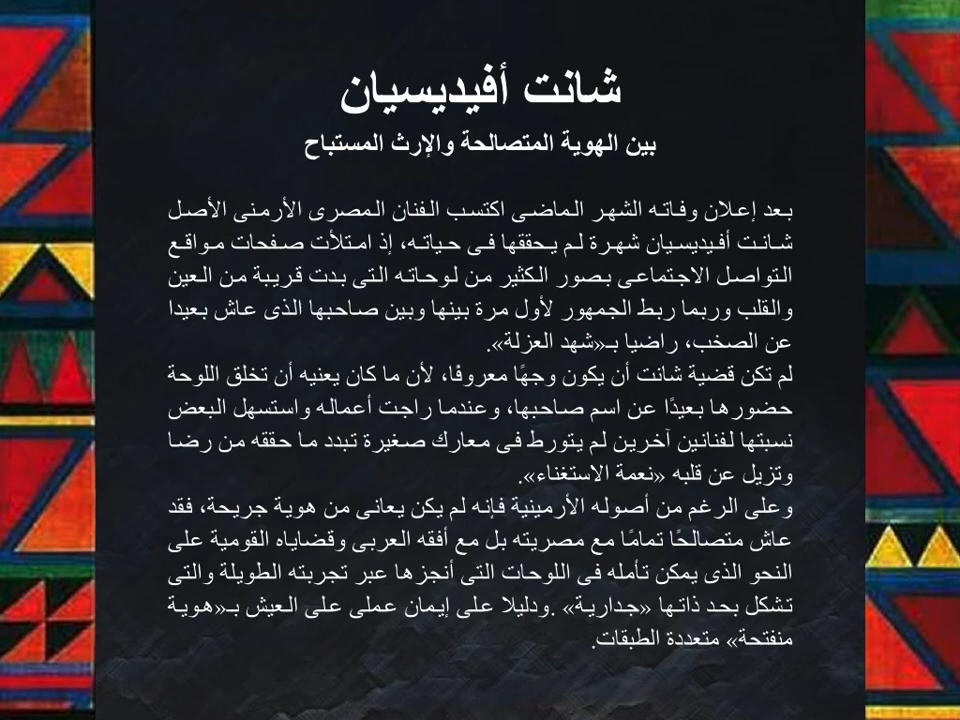 شانت أفيديسيان
بين الهوية المتصالحة والإرث المستباح
بعد إعلان وفاته الشهر الماضى اكتسب الفنان المصرى الأرمنى الأصل
شانت أفيديسيان شهرة لم يحققها فى حياته، إذ امتلأت صفحات مواقع
التواصل الاجتماعى بصور الكثير من لوحاته التى بدت قريبة من العين
والقلب وربما ربط الجمهور لأول مرة بينها وبين صاحبها الذى عاش بعيدا
عن الصخب، راضيا بـ«شهد العزلة».
لم تكن قضية شانت أن يكون وجهًا معروفًا، لأن ما كان يعنيه أن تخلق اللوحة
حضورها بعيدًا عن اسم صاحبها، وعندما راجت أعماله واستسهل البعض
نسبتها لفنانين آخرين لم يتورط فى معارك صغيرة تبدد ما حققه من رضا
وتزيل عن قلبه «نعمة الاستغناء».
وعلى الرغم من أصوله الأرمينية فإنه لم يكن يعانى من هوية جريحة، فقد
عاش متصالحًا تمامًا مع مصريته بل مع أفقه العربى وقضاياه القومية على
النحو الذى يمكن تأمله فى اللوحات التى أنجزها عبر تجربته الطويلة والتى
تشكل بحد ذاتها «جدارية» .ودليلا على إيمان عملى على العيش بـ«هوية
منفتحة» متعددة الطبقات.